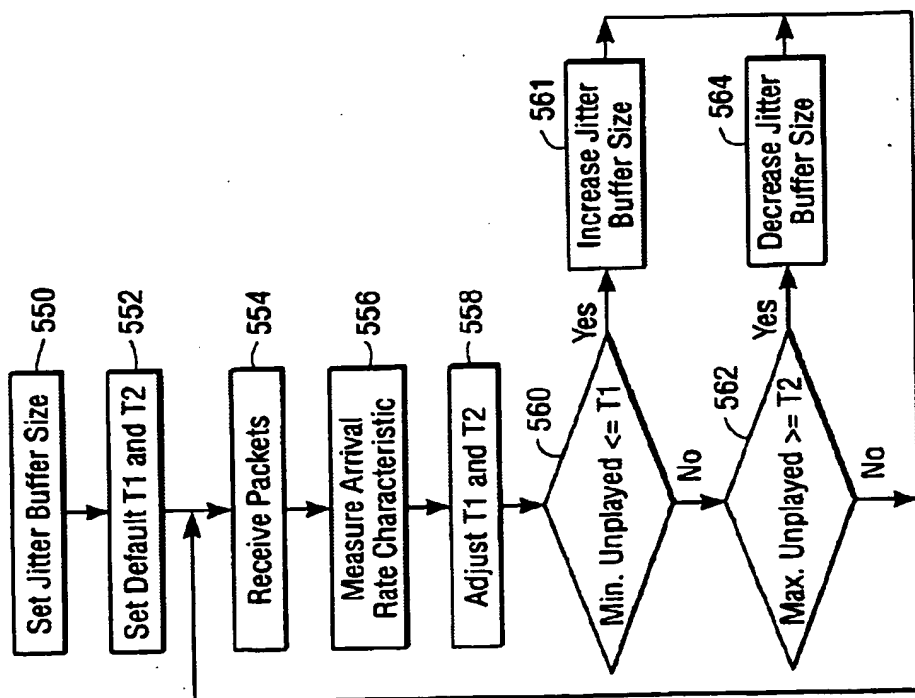 550
Set Jitter Buffer Size
552
Set Default T1 and T2
554
Receive Packets
556
Measure Arrival
Rate Characteristic
558
Adjust T1 and T2
560
Min. Unplayed <= T1
Yes
561
Increase Jitter
Buffer Size
No
562
Max. Unplayed >= T2
Yes
564
Decrease Jitter
Buffer Size
No